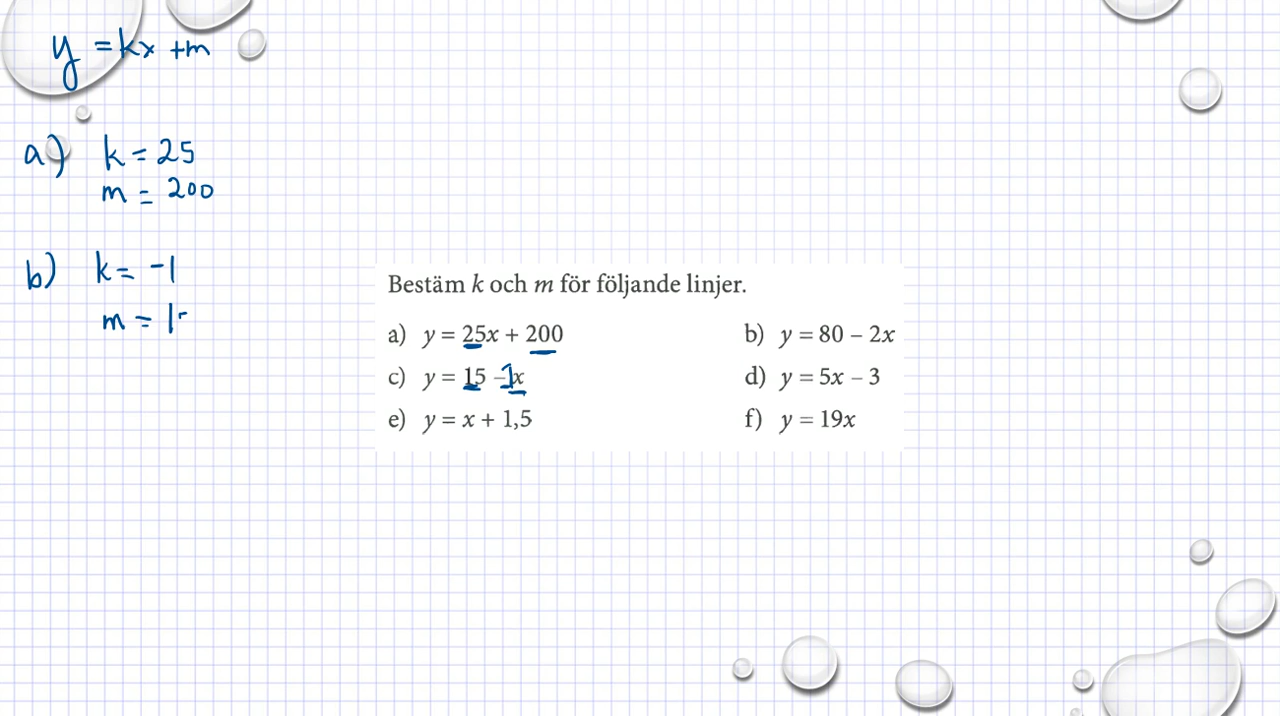 y = kx + m
a) k = 25
m = 200
b) k = -1
m = 1
Bestäm k och m för följande linjer.
a) y = 25x + 200 b) y = 80 – 2x
c) y = 15 – 1x d) y = 5x – 3
e) y = x + 1,5 f) y = 19x